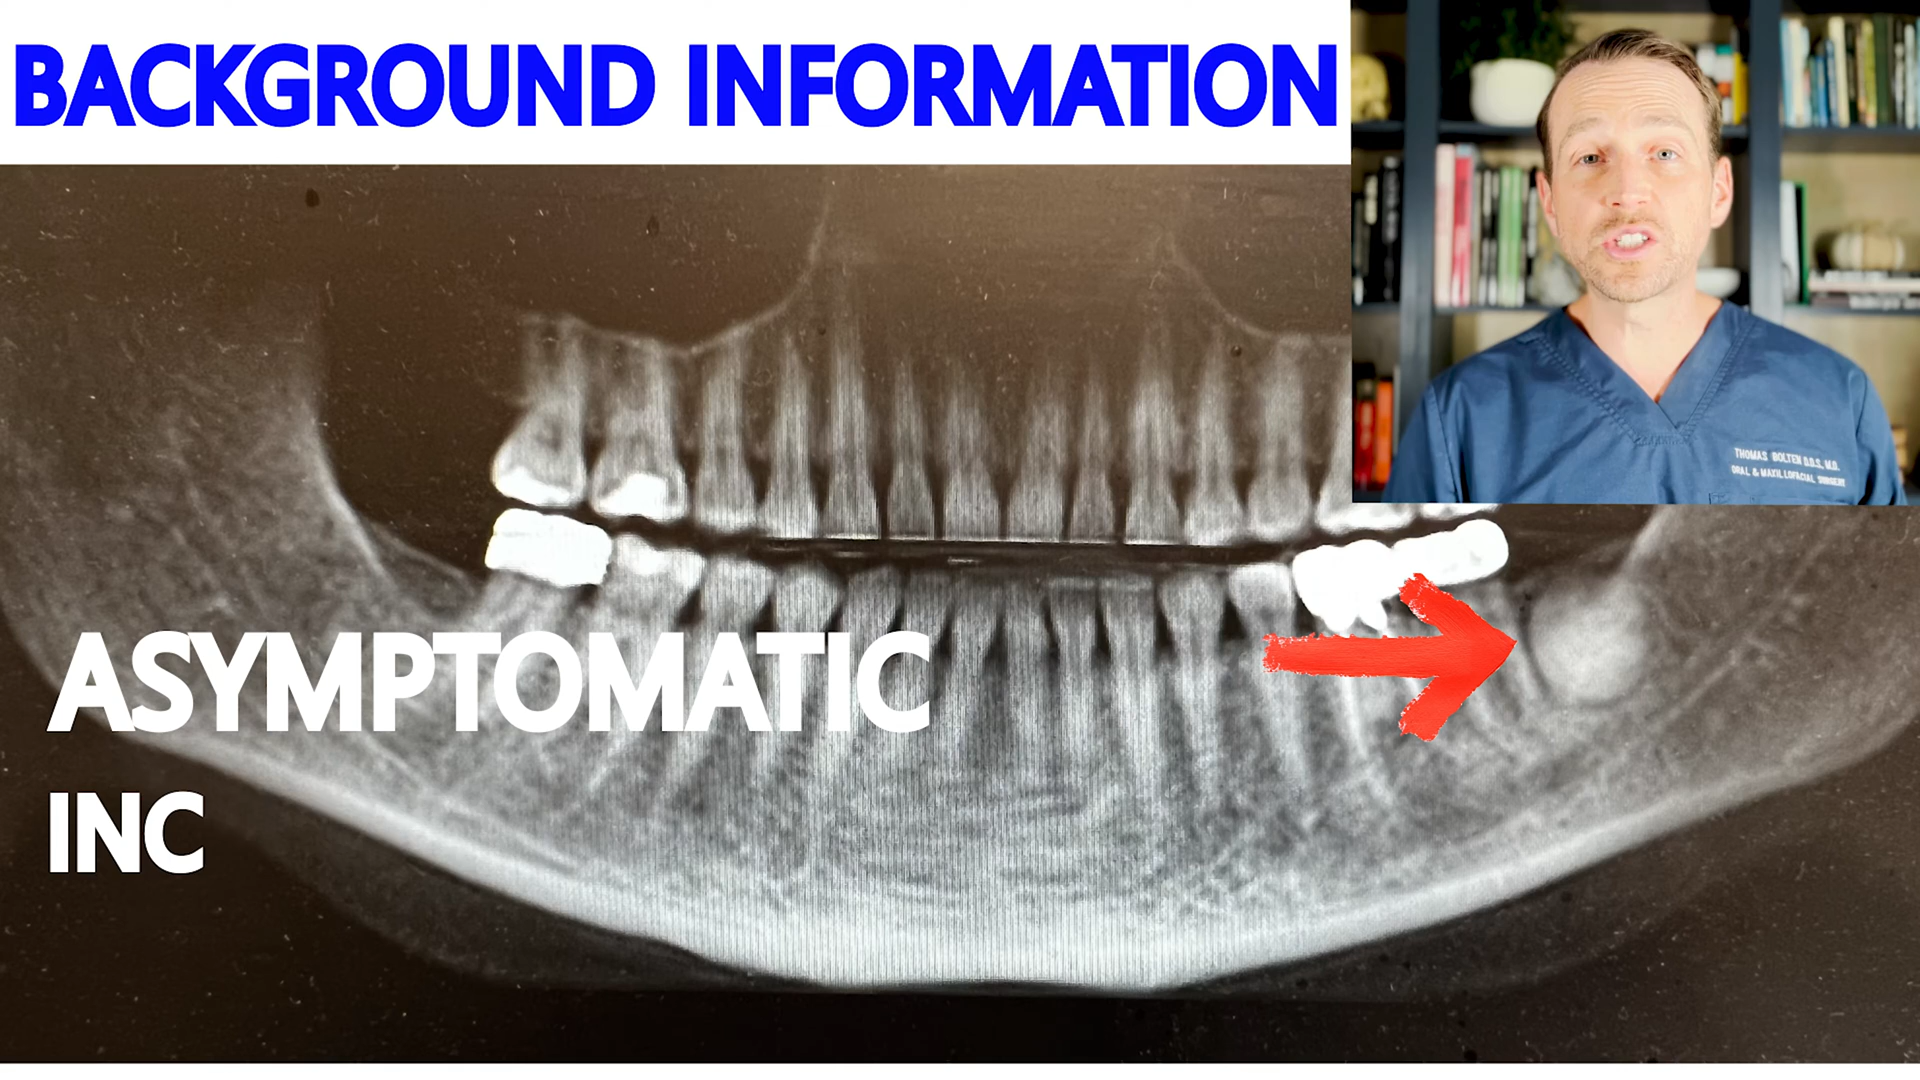 BACKGROUND INFORMATION
THOMAS BOLTEN D.D.S, M.D.
ORAL & MAXILLOFACIAL SURGERY
ASYMPTOMATIC
INC